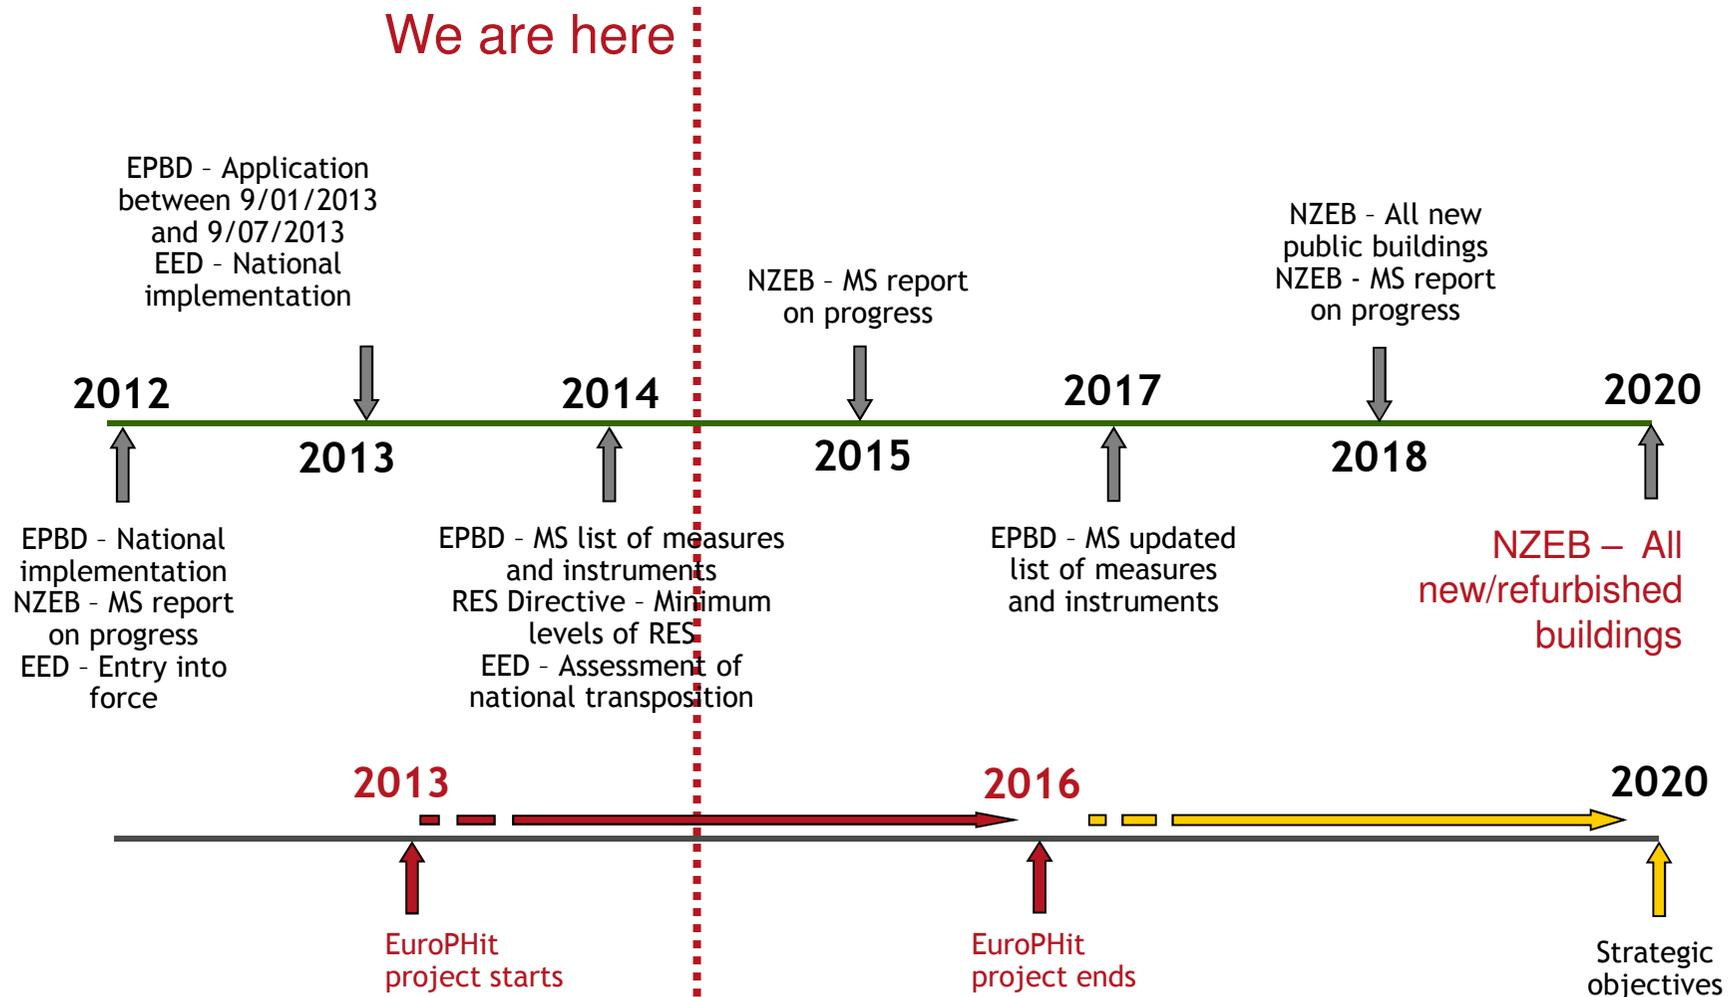 We are here
EPBD – Application
between 9/01/2013
and 9/07/2013
EED – National
implementation
NZEB – MS report
on progress
NZEB – All new
public buildings
NZEB - MS report
on progress
2012
2014
2017
2020
2013
2015
2018
EPBD – National
implementation
NZEB – MS report
on progress
EED – Entry into
force
EPBD – MS list of measures
and instruments
RES Directive – Minimum
levels of RES
EED – Assessment of
national transposition
EPBD – MS updated
list of measures
and instruments
NZEB – All
new/refurbished
buildings
2013
2016
2020
EuroPHit
project starts
EuroPHit
project ends
Strategic
objectives